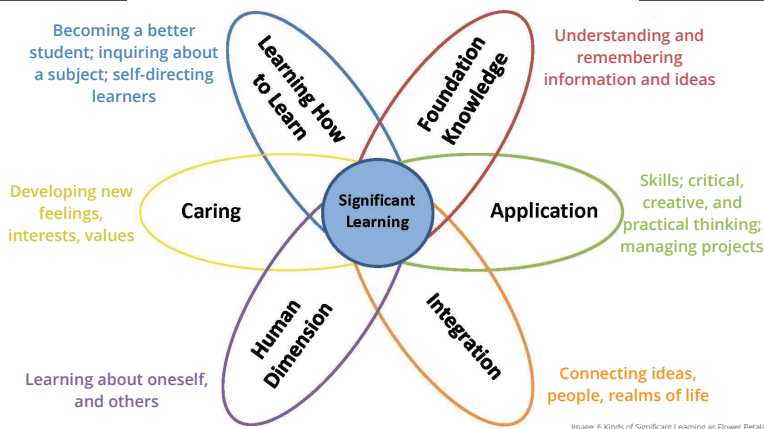 Becoming a better
student; inquiring about
a subject; self-directing
learners
Learning How
to Learn
Foundation
Knowledge
Understanding and
remembering
information and ideas
Developing new
feelings,
interests, values
Caring
Significant
Learning
Application
Skills; critical,
creative, and
practical thinking;
managing projects
Learning about oneself,
and others
Human
Dimension
Integration
Connecting ideas,
people, realms of life
Image: 6 Kinds of Significant Learning as Flower Petals